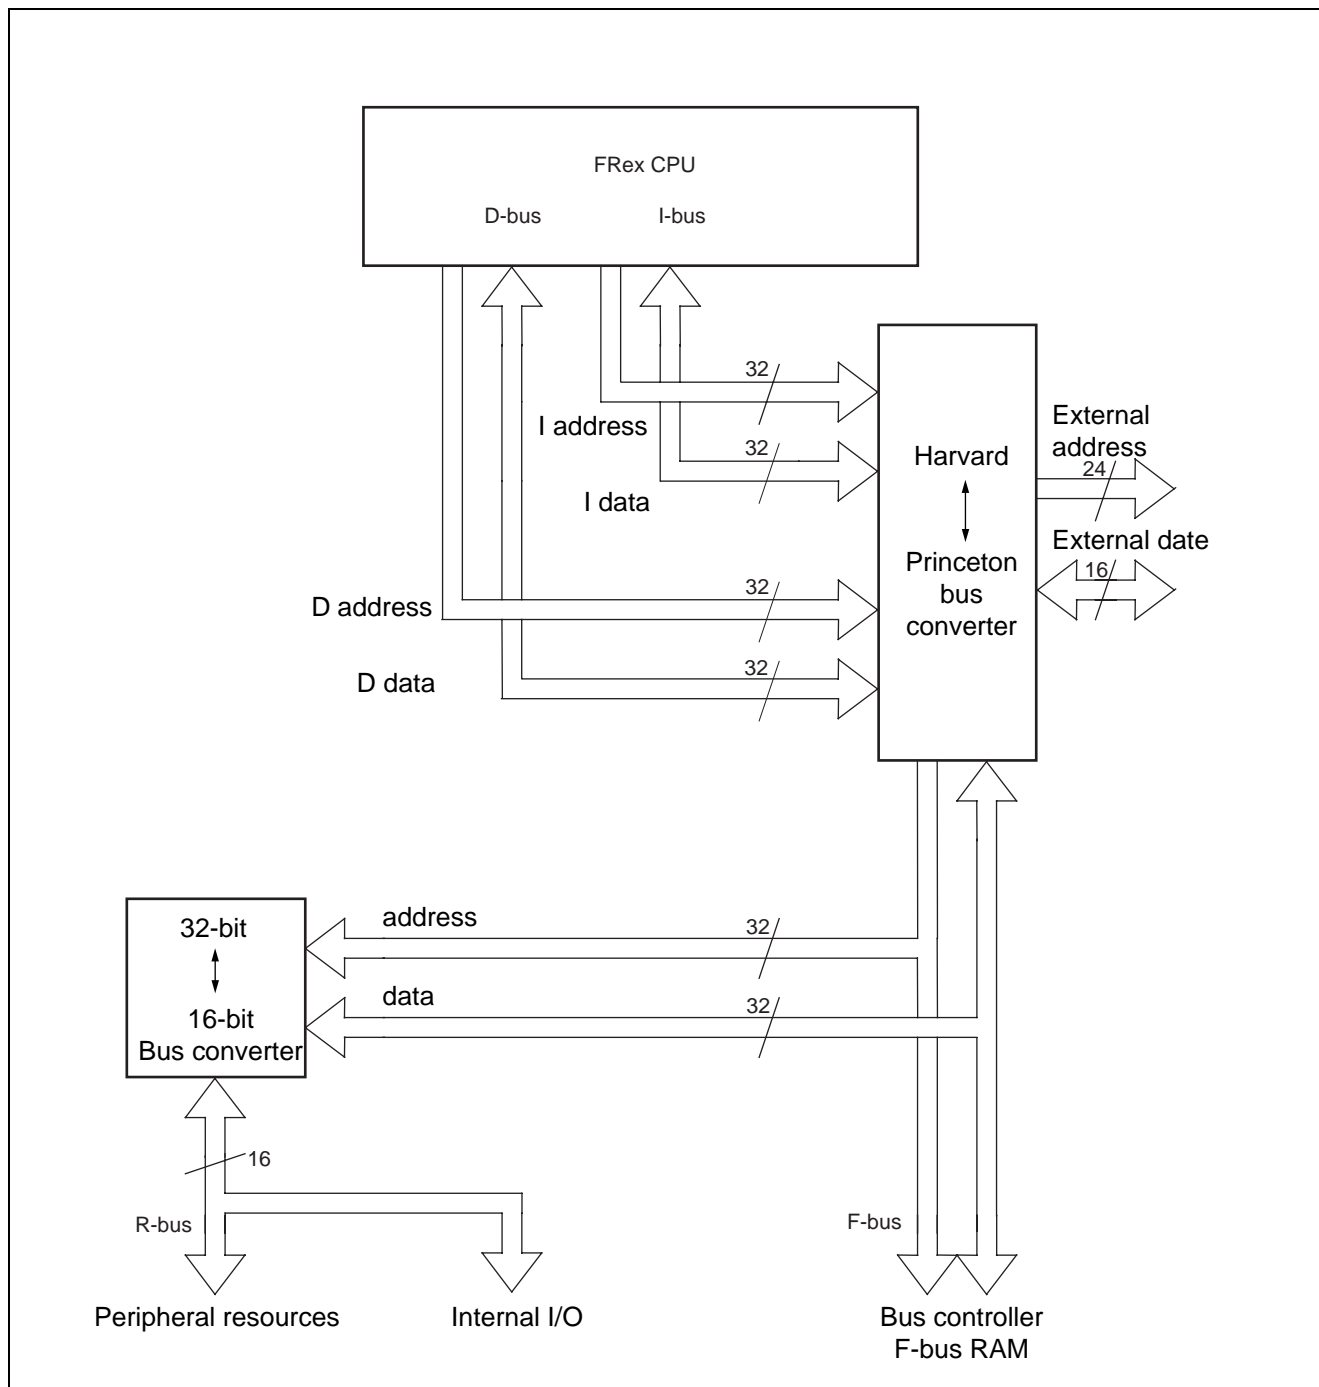 FRex CPU
D-bus
I-bus
32
I address
32
I data
External
address
24
External date
16
Harvard
Princeton
bus
converter
32
D address
32
D data
address
32
data
32
32-bit
16-bit
Bus converter
16
R-bus
F-bus
Peripheral resources
Internal I/O
Bus controller
F-bus RAM